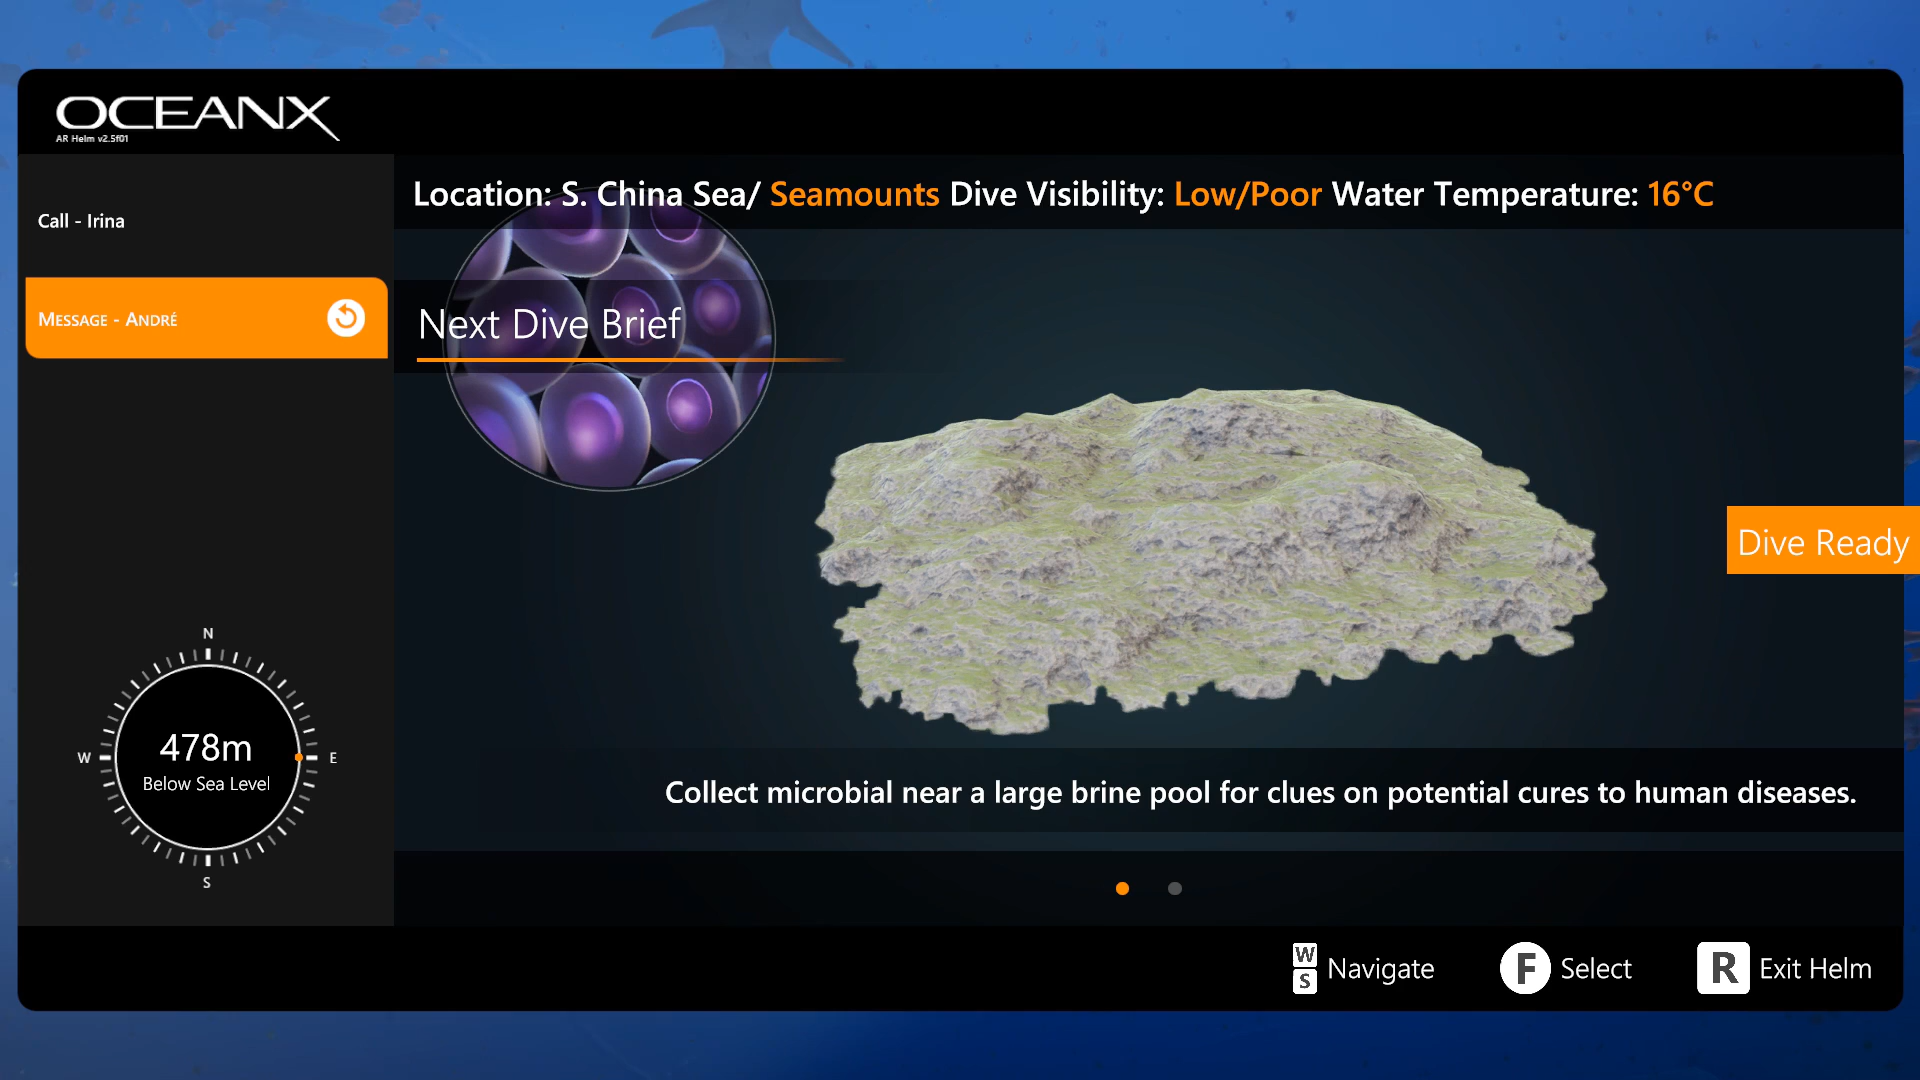 OCEANX
AR Helm v2.5f01
Location: S. China Sea/ Seamounts Dive Visibility: Low/Poor Water Temperature: 16°C
Call - Irina
Message - André
Next Dive Brief
Dive Ready
N
W
E
S
478m
Below Sea Level
Collect microbial near a large brine pool for clues on potential cures to human diseases.
W
S
Navigate
F Select
R Exit Helm